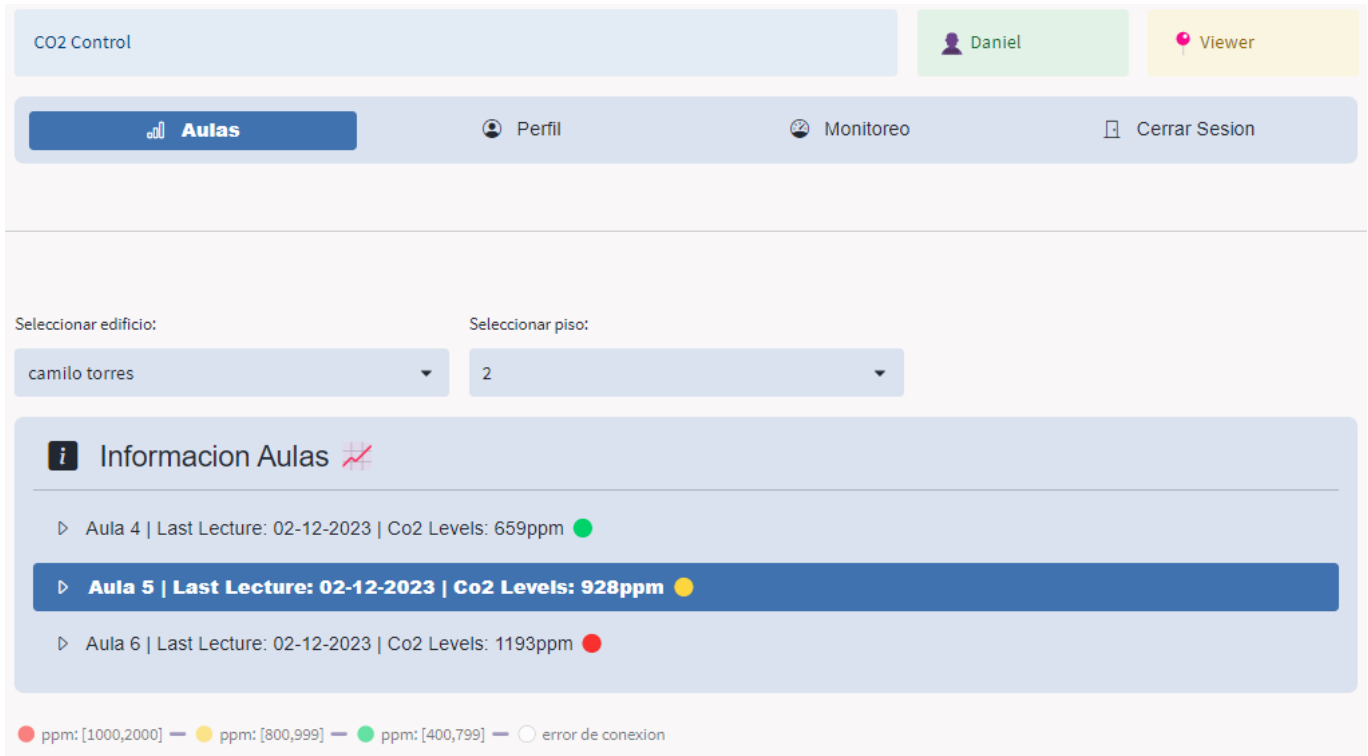 CO2 Control
Daniel
Viewer
Aulas
Perfil
Monitoreo
Cerrar Sesion
Seleccionar edificio:
Seleccionar piso:
camilo torres
2
i Informacion Aulas
Aula 4 | Last Lecture: 02-12-2023 | Co2 Levels: 659ppm
Aula 5 | Last Lecture: 02-12-2023 | Co2 Levels: 928ppm
Aula 6 | Last Lecture: 02-12-2023 | Co2 Levels: 1193ppm
ppm: [1000,2000] — ppm: [800,999] — ppm: [400,799] — error de conexion